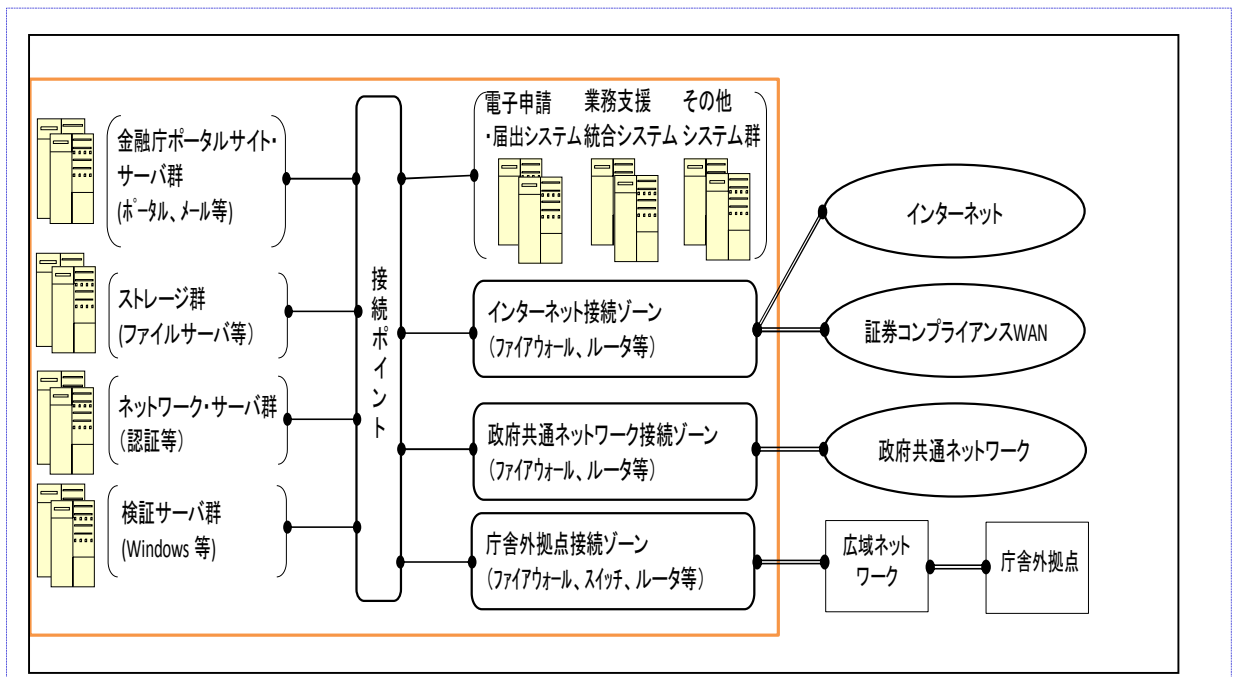 金融庁ポータルサイト・
サーバ群
(ポータル、メール等)
ストレージ群
(ファイルサーバ等)
ネットワーク・サーバ群
(認証等)
検証サーバ群
(Windows 等)
接続ポイント
電子申請
・届出システム
業務支援
統合システム
その他
システム群
インターネット接続ゾーン
(ファイアウォール、ルータ等)
政府共通ネットワーク接続ゾーン
(ファイアウォール、ルータ等)
庁舎外拠点接続ゾーン
(ファイアウォール、スイッチ、ルータ等)
インターネット
証券コンプライアンスWAN
政府共通ネットワーク
広域ネット
ワーク
庁舎外拠点